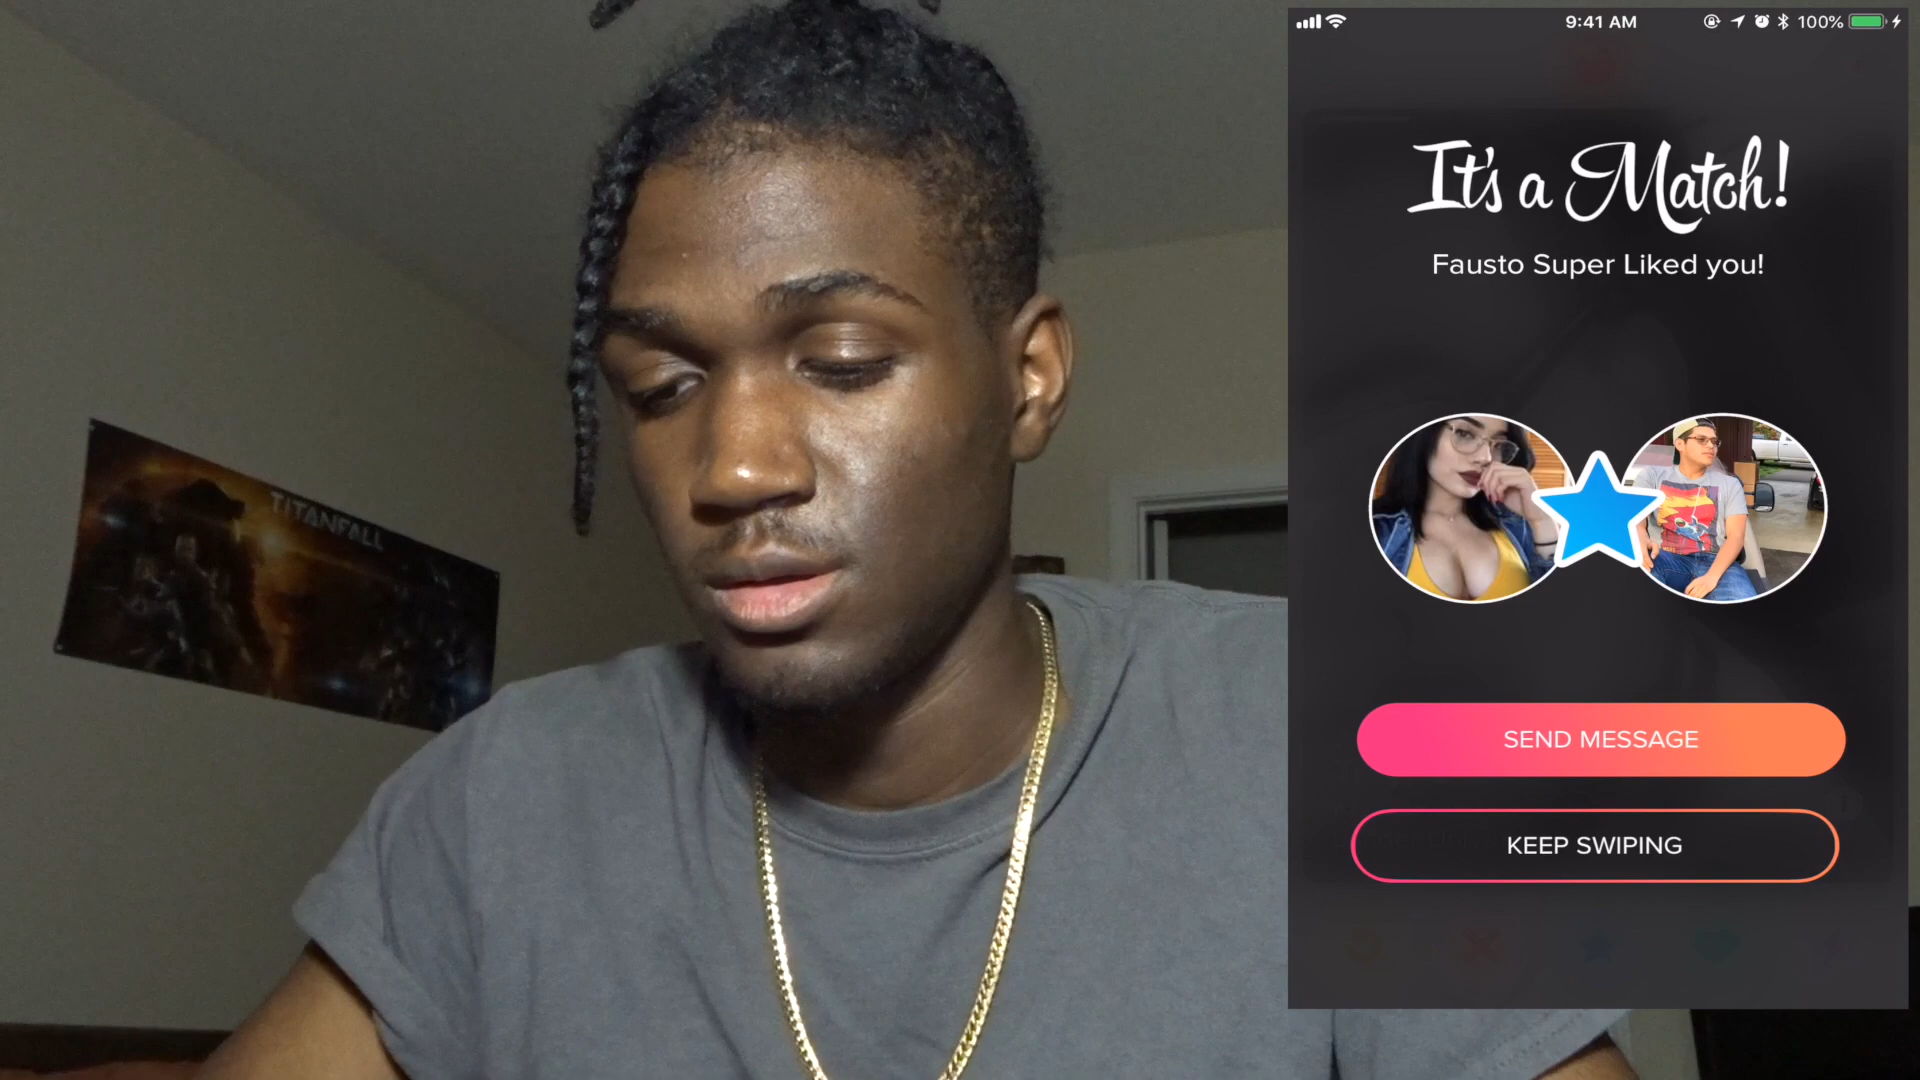 TITANFALL
9:41 AM
100%
It's a Match!
Fausto Super Liked you!
SEND MESSAGE
KEEP SWIPING